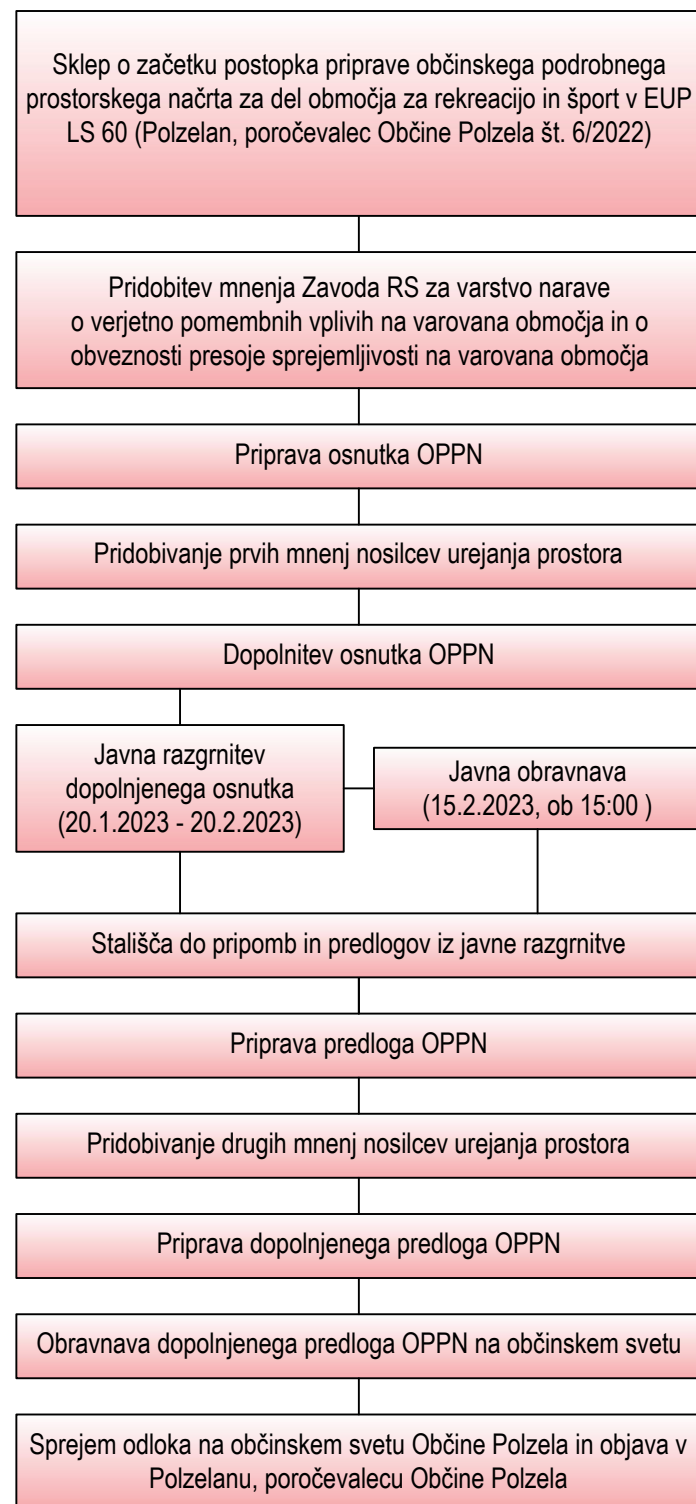 Sklep o začetku postopka priprave občinskega podrobnega
prostorskega načrta za del območja za rekreacijo in šport v EUP
LS 60 (Polzelan, poročevalec Občine Polzela št. 6/2022)
Pridobitev mnenja Zavoda RS za varstvo narave
o verjetno pomembnih vplivih na varovana območja in o
obveznosti presoje sprejemljivosti na varovana območja
Priprava osnutka OPPN
Pridobivanje prvih mnenj nosilcev urejanja prostora
Dopolnitev osnutka OPPN
Javna razgrnitev
dopolnjenega osnutka
(20.1.2023 - 20.2.2023)
Javna obravnava
(15.2.2023, ob 15:00 )
Stališča do pripomb in predlogov iz javne razgrnitve
Priprava predloga OPPN
Pridobivanje drugih mnenj nosilcev urejanja prostora
Priprava dopolnjenega predloga OPPN
Obravnava dopolnjenega predloga OPPN na občinskem svetu
Sprejem odloka na občinskem svetu Občine Polzela in objava v
Polzelanu, poročevalecu Občine Polzela